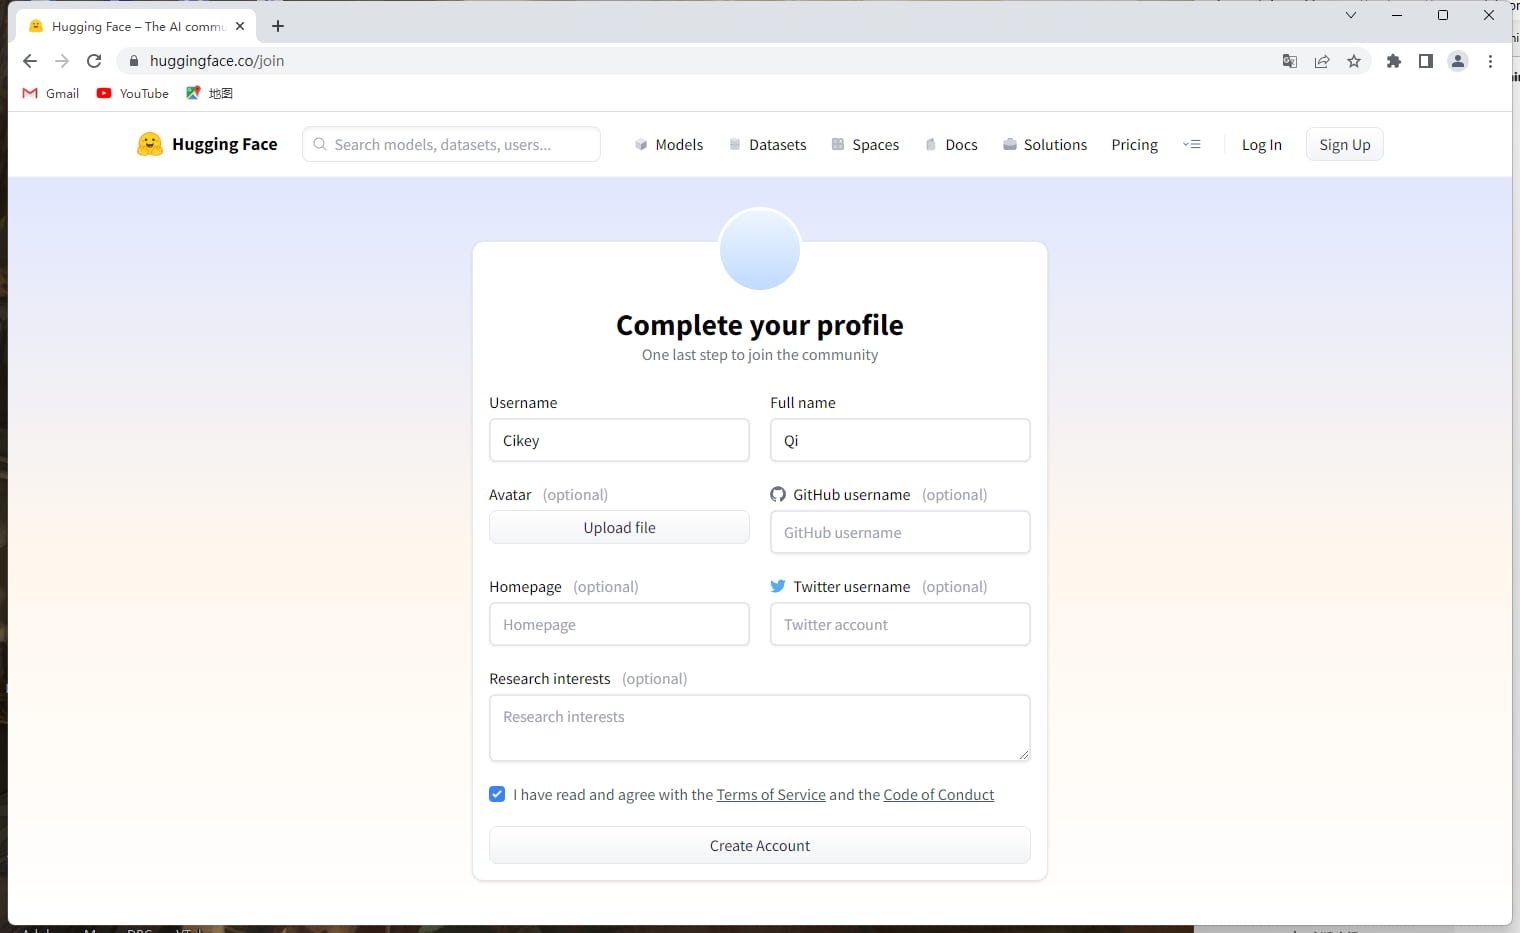 Hugging Face – The AI commu
huggingface.co/join
Gmail YouTube 地图
Hugging Face Search models, datasets, users... Models Datasets Spaces Docs Solutions Pricing Log In Sign Up
Complete your profile
One last step to join the community
Username Full name
Cikey Qi
Avatar (optional) GitHub username (optional)
Upload file GitHub username
Homepage (optional) Twitter username (optional)
Homepage Twitter account
Research interests (optional)
Research interests
I have read and agree with the Terms of Service and the Code of Conduct
Create Account